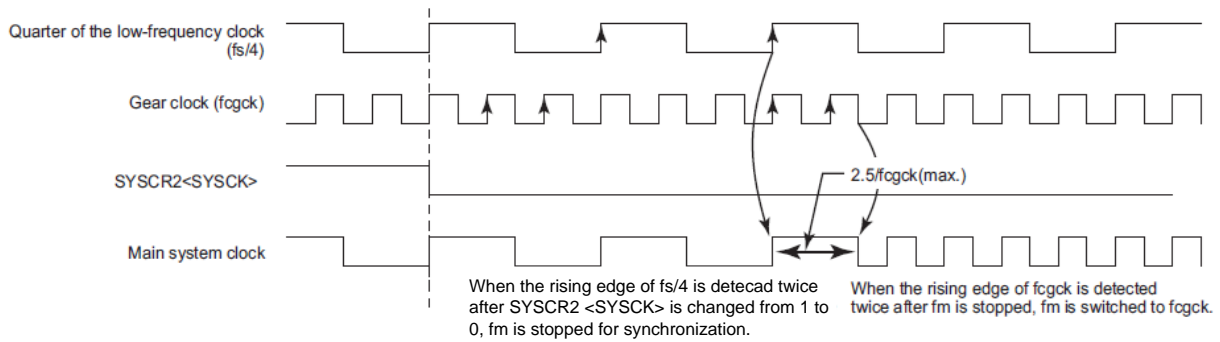 Quarter of the low-frequency clock
(fs/4)
Gear clock (fcgck)
SYSCR2<SYSCK>
2.5/fcgck(max.)
Main system clock
When the rising edge of fs/4 is detecad twice
after SYSCR2 <SYSCK> is changed from 1 to
0, fm is stopped for synchronization.
When the rising edge of fcgck is detected
twice after fm is stopped, fm is switched to fcgck.